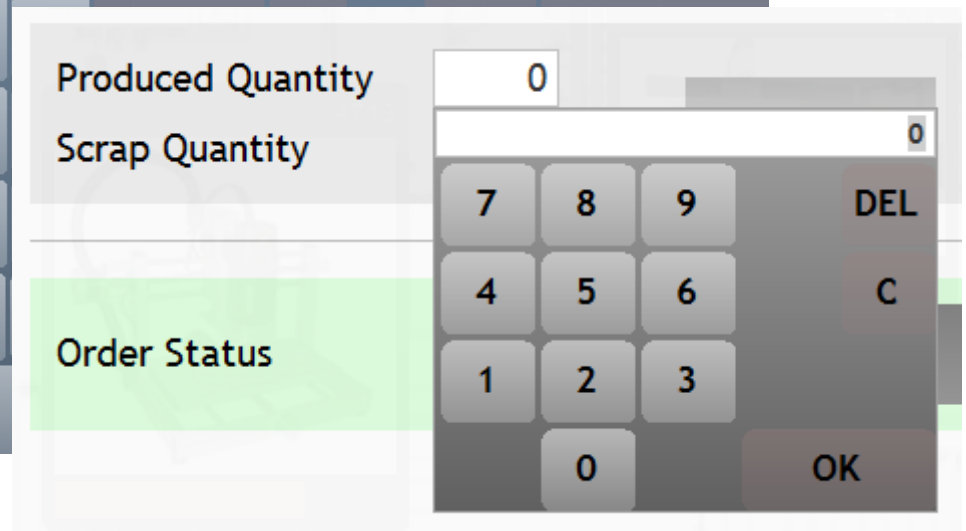 Produced Quantity 0
0
Scrap Quantity
7 8 9 DEL
4 5 6 C
Order Status
1 2 3
0 OK